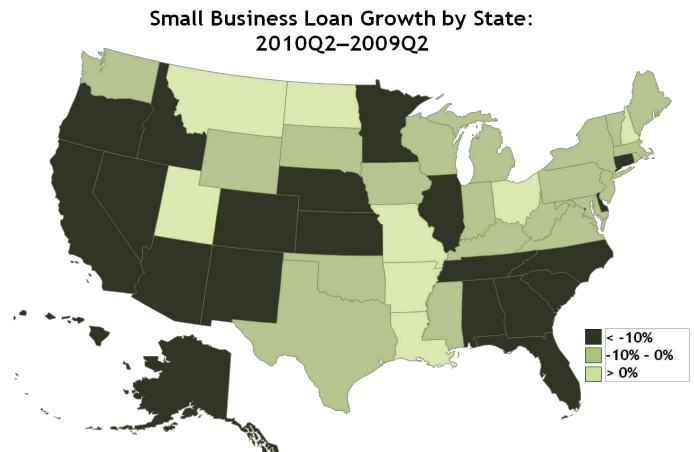 Small Business Loan Growth by State:
2010Q2–2009Q2
< -10%
-10% - 0%
> 0%